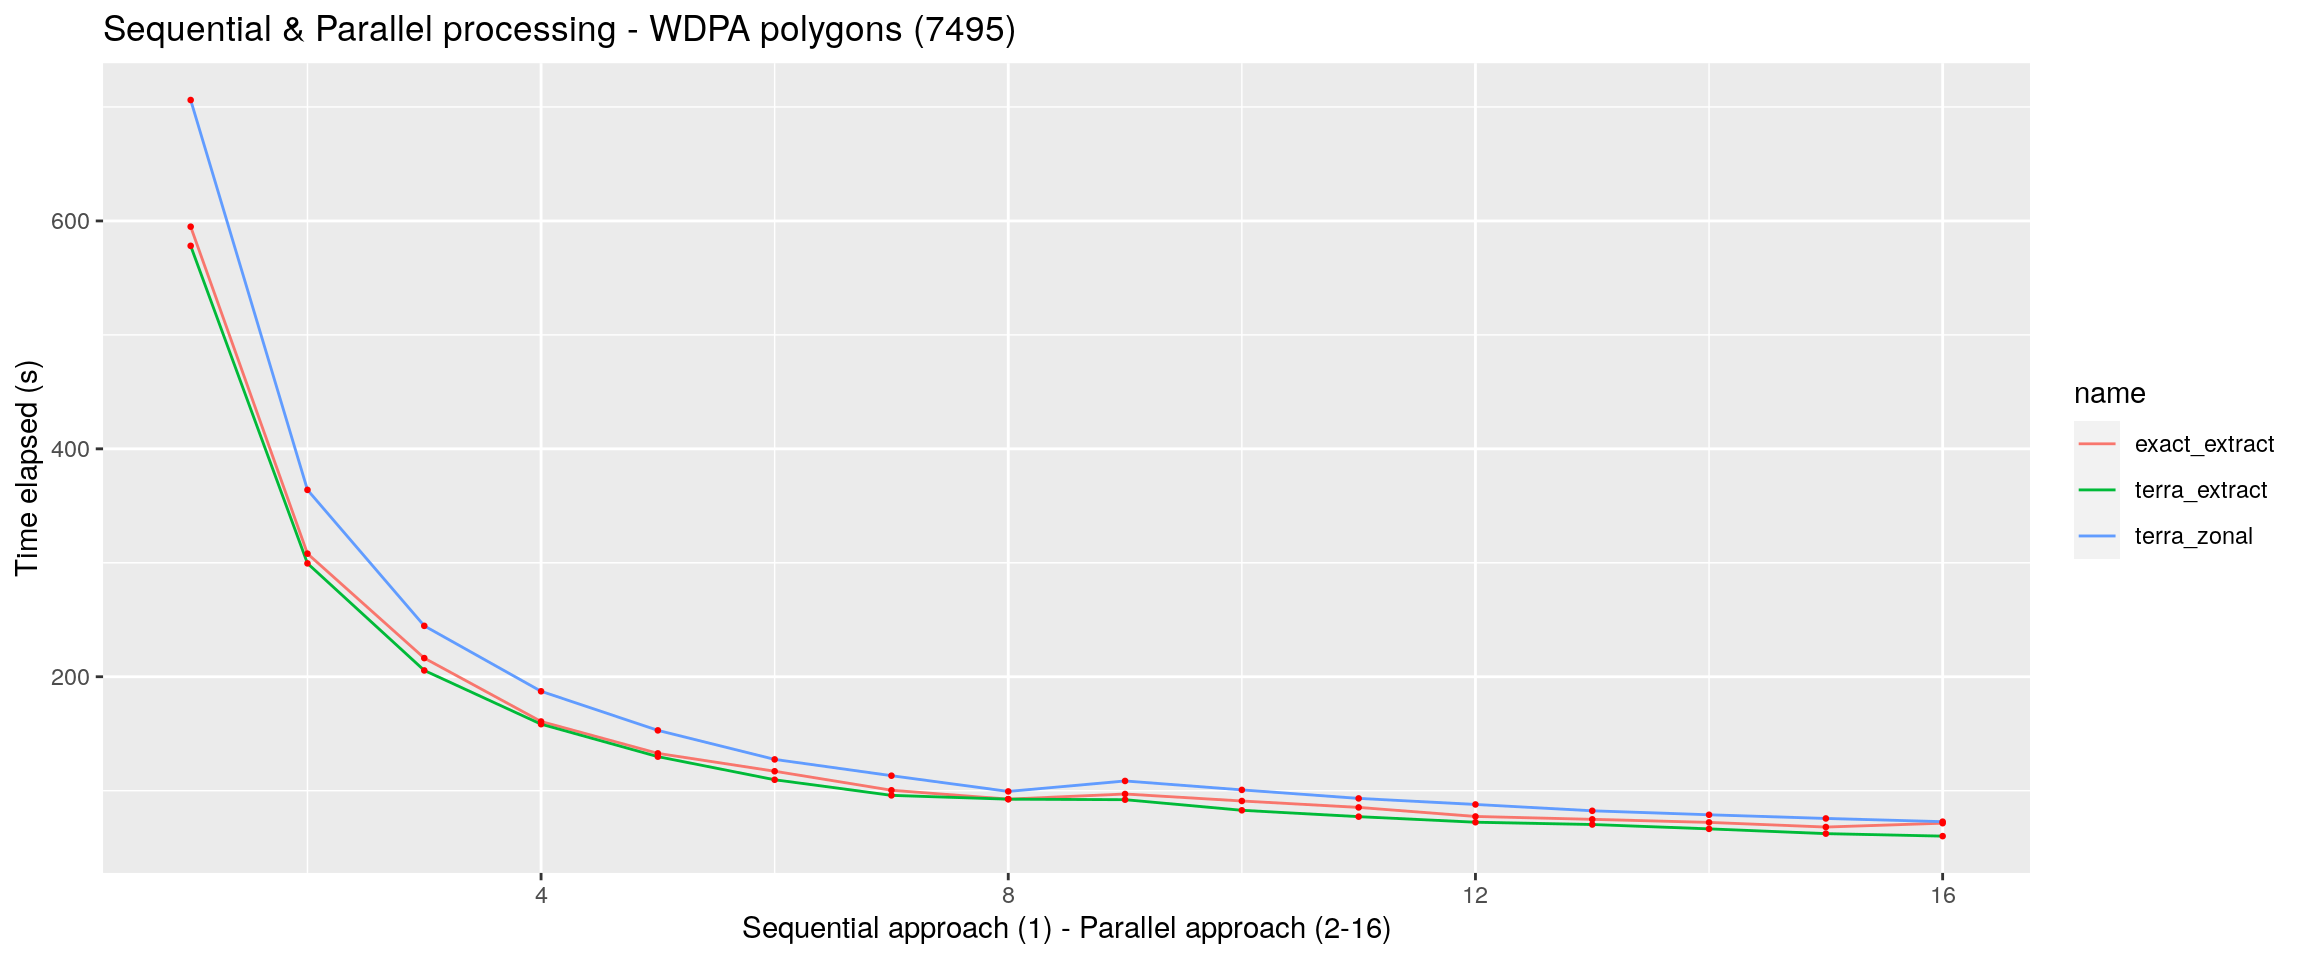 Sequential & Parallel processing - WDPA polygons (7495)
Time elapsed (s)
600
400
200
4
8
12
16
Sequential approach (1) - Parallel approach (2-16)
name
exact_extract
terra_extract
terra_zonal